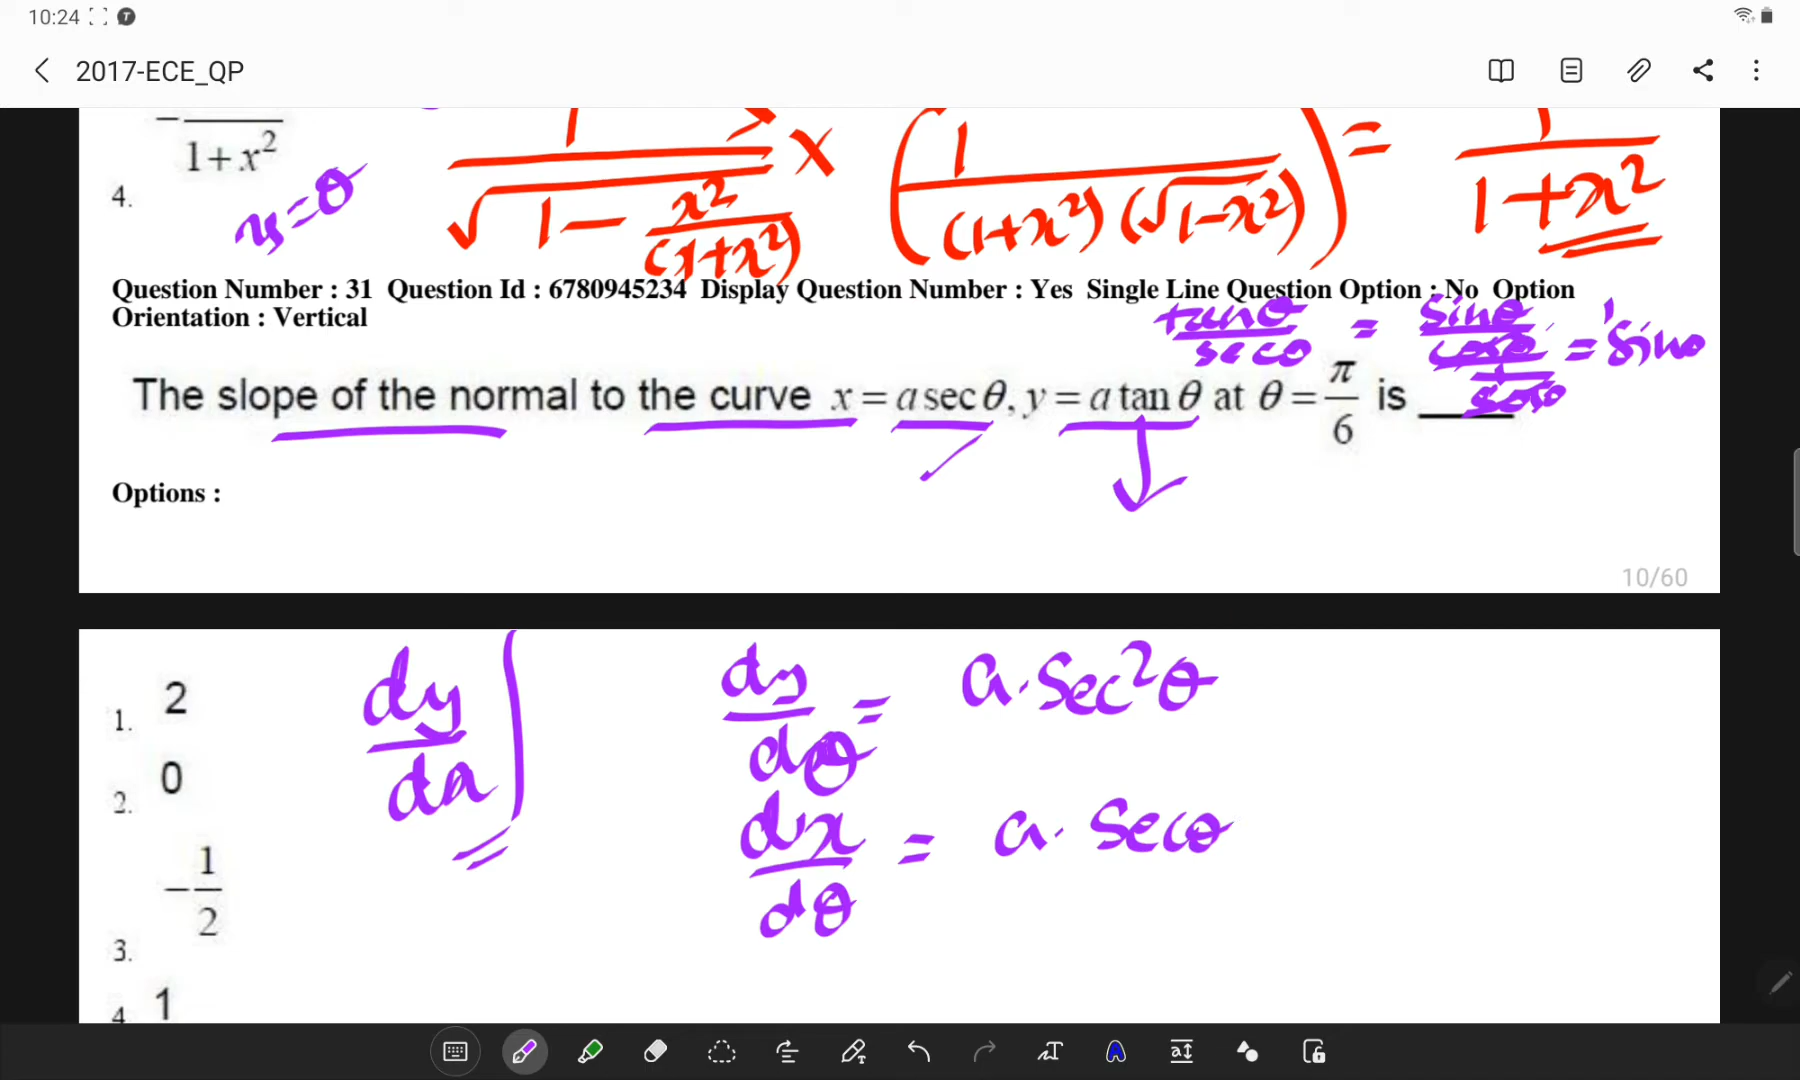 10:24
2017-ECE_QP
4. - 1+x²
y=θ
1 / √1 - x²/(1+x²) × (1 / (1+x²)(√1-x²)) = 1 / 1+x²
Question Number : 31 Question Id : 6780945234 Display Question Number : Yes Single Line Question Option : No Option
Orientation : Vertical
tanθ/secθ = sinθ/cosθ = sinθ
The slope of the normal to the curve x = a sec θ, y = a tan θ at θ = π/6 is ____
Options :
10/60
1. 2
2. 0
3. -1/2
4. 1
dy/dx
dy/dθ = a.sec²θ
dx/dθ = a. secθ